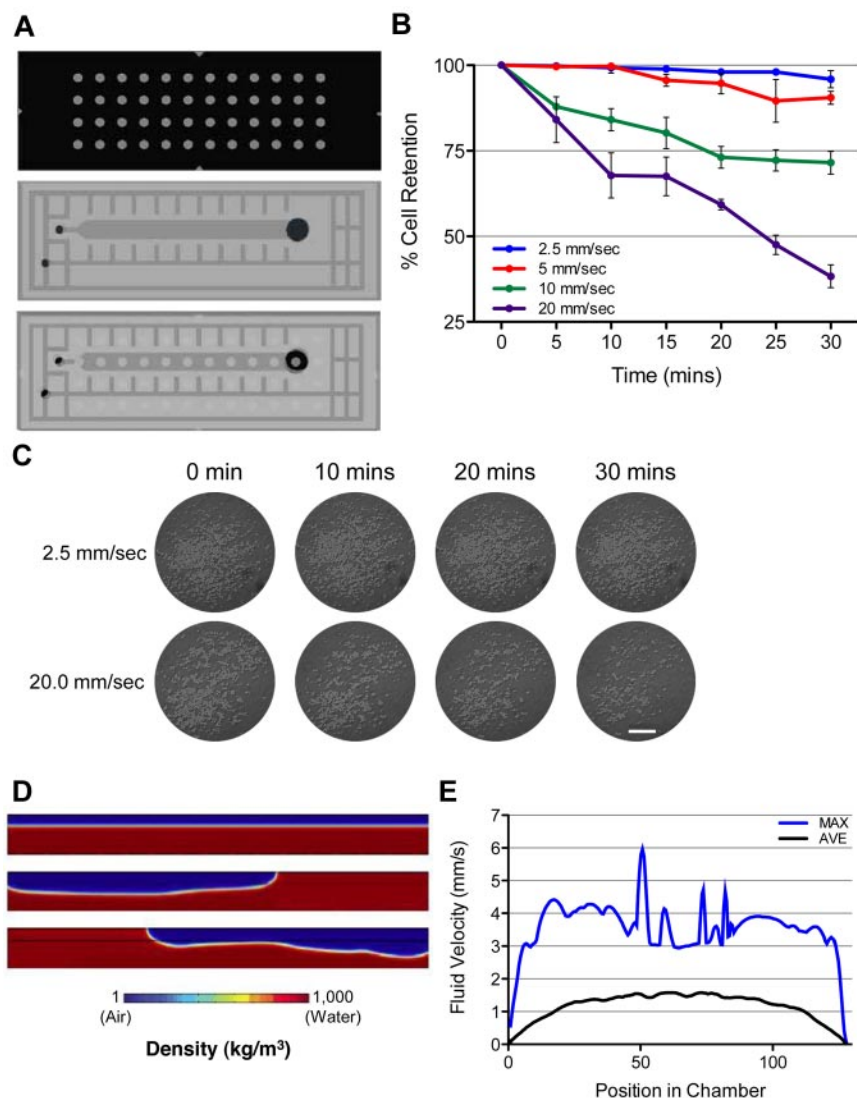 A
B
100
75
50
25
% Cell Retention
2.5 mm/sec
5 mm/sec
10 mm/sec
20 mm/sec
0 5 10 15 20 25 30
Time (mins)
C
0 min 10 mins 20 mins 30 mins
2.5 mm/sec
20.0 mm/sec
D
1 1,000
(Air) (Water)
Density (kg/m³)
E
7
6
5
4
3
2
1
0
Fluid Velocity (mm/s)
MAX
AVE
0 50 100
Position in Chamber